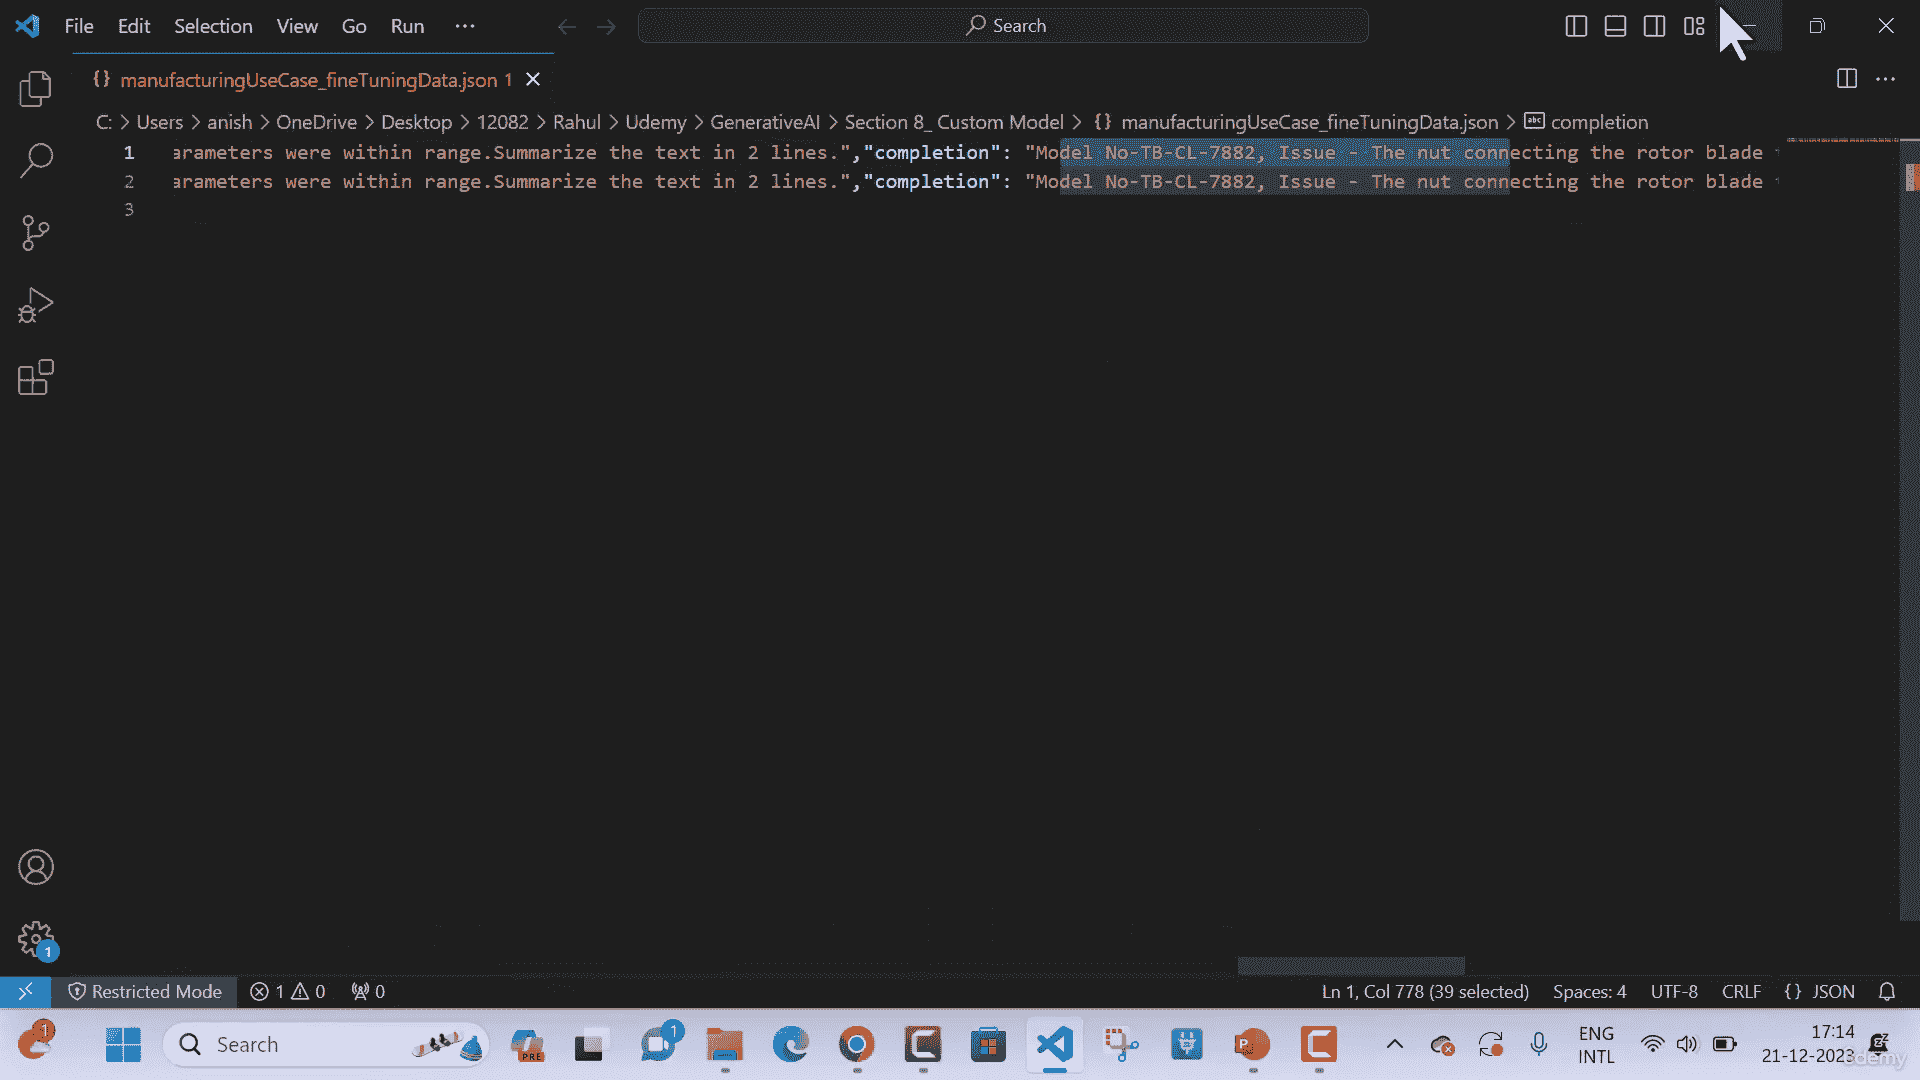 File Edit Selection View Go Run ··· Search
{} manufacturingUseCase_fineTuningData.json 1
C: > Users > anish > OneDrive > Desktop > 12082 > Rahul > Udemy > GenerativeAI > Section 8_ Custom Model > {} manufacturingUseCase_fineTuningData.json > abc completion
1 arameters were within range.Summarize the text in 2 lines.","completion": "Model No-TB-CL-7882, Issue - The nut connecting the rotor blade
2 arameters were within range.Summarize the text in 2 lines.","completion": "Model No-TB-CL-7882, Issue - The nut connecting the rotor blade
3
1
Restricted Mode 1 0 0 Ln 1, Col 778 (39 selected) Spaces: 4 UTF-8 CRLF {} JSON
1 Search PRE 1 ENG 17:14
INTL 21-12-2023